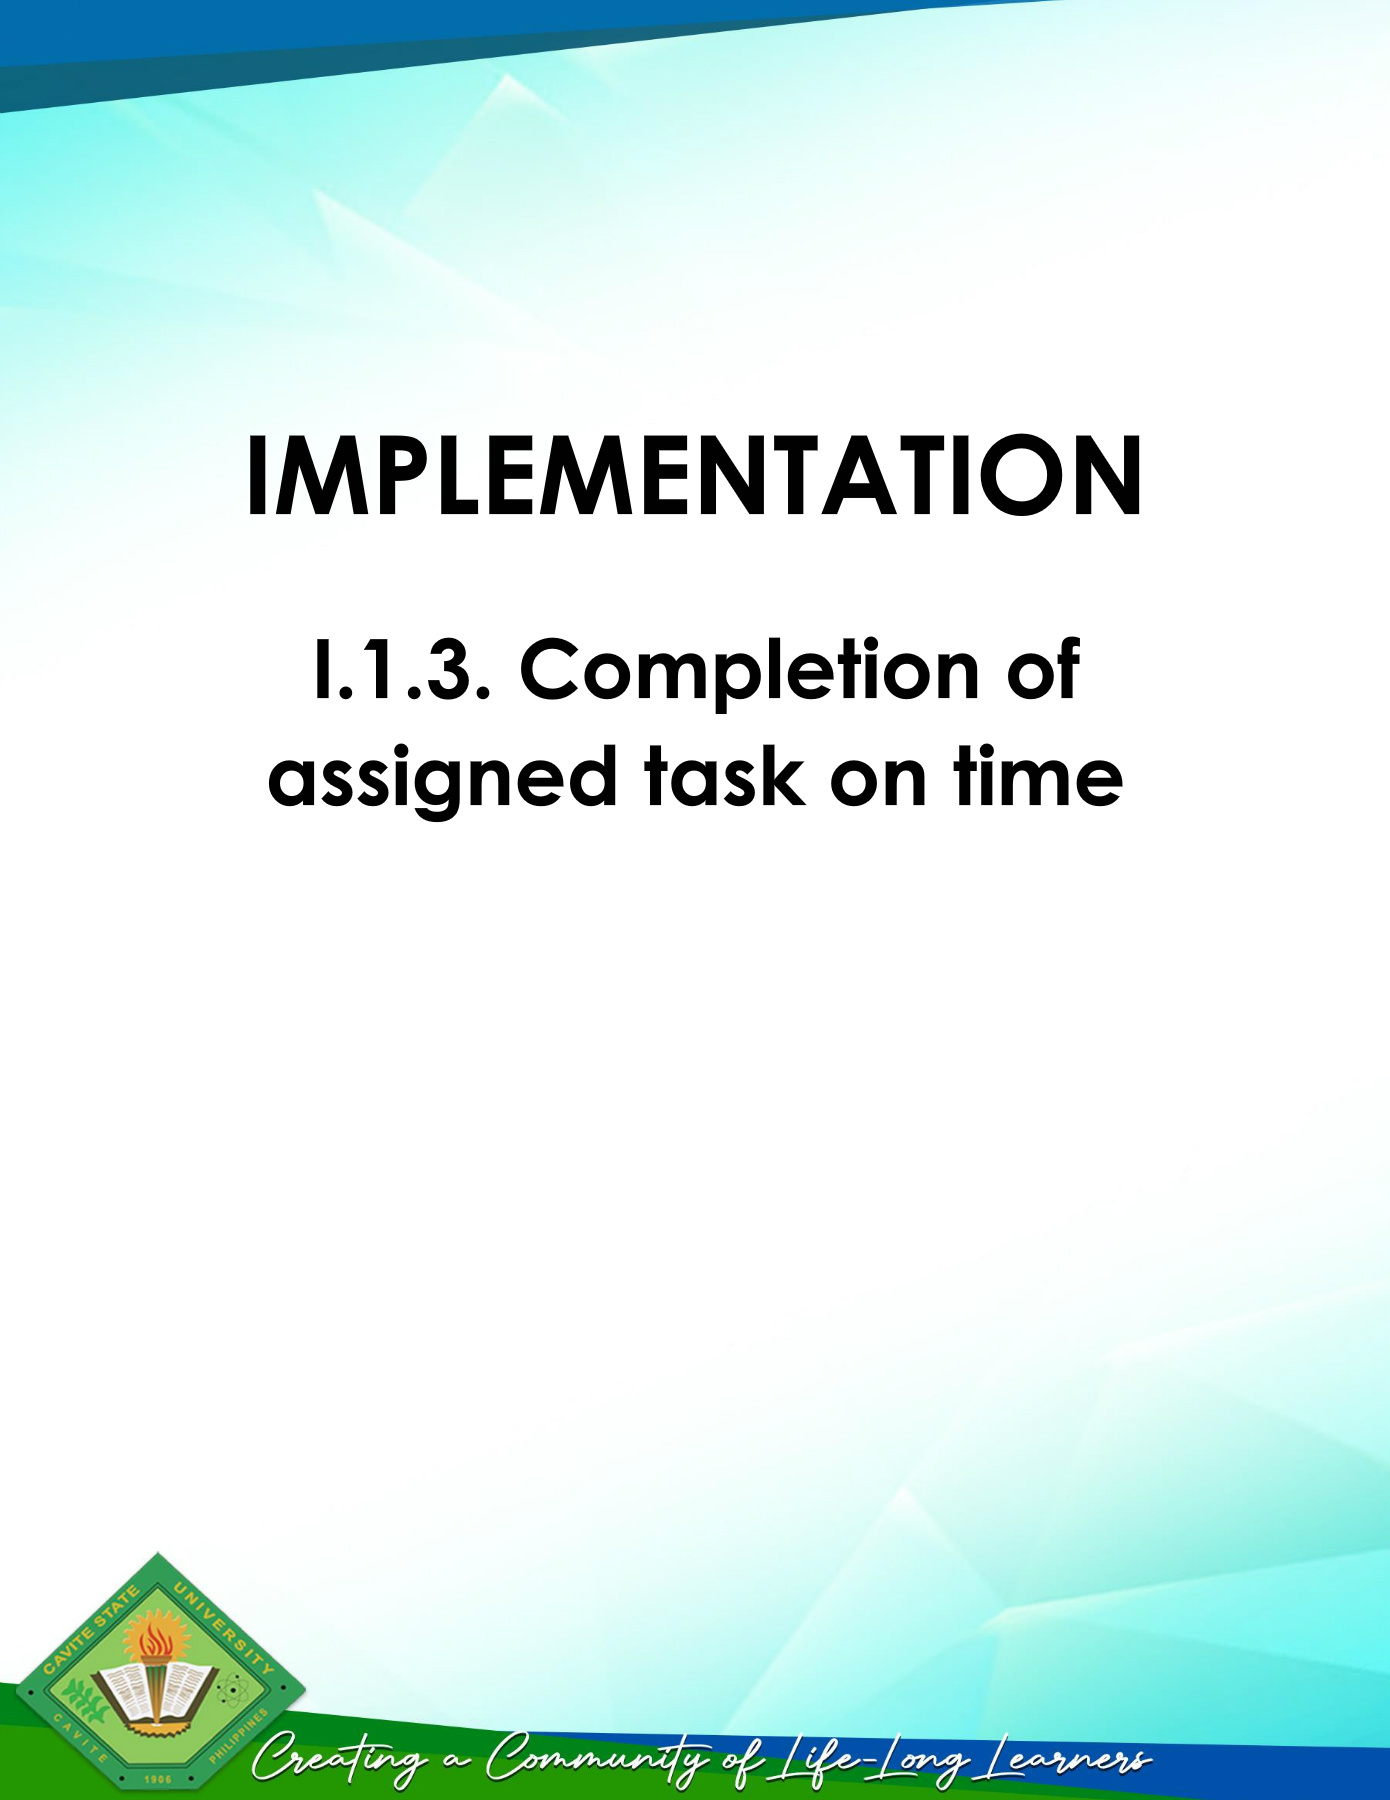 IMPLEMENTATION
I.1.3. Completion of
assigned task on time
CAVITE STATE UNIVERSITY
CAVITE
PHILIPPINES
1906
Creating a Community of Life-Long Learners